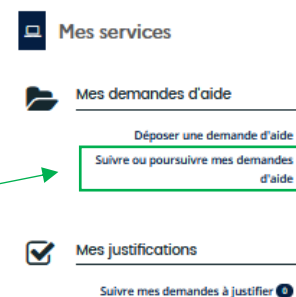 Mes services
Mes demandes d'aide
Déposer une demande d'aide
Suivre ou poursuivre mes demandes
d'aide
Mes justifications
Suivre mes demandes à justifier 0